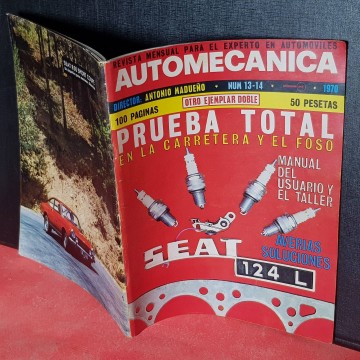 REVISTA MENSUAL PARA EL EXPERTO EN AUTOMOVILES
AUTOMECANICA
DIRECTOR: ANTONIO MADUEÑO • NUM 13-14 • 1970
OTRO EJEMPLAR DOBLE
100 PAGINAS
50 PESETAS
PRUEBA TOTAL
EN LA CARRETERA Y EL FOSO
MANUAL
DEL
USUARIO Y
EL TALLER
SEAT
AVERIAS
SOLUCIONES
124 L